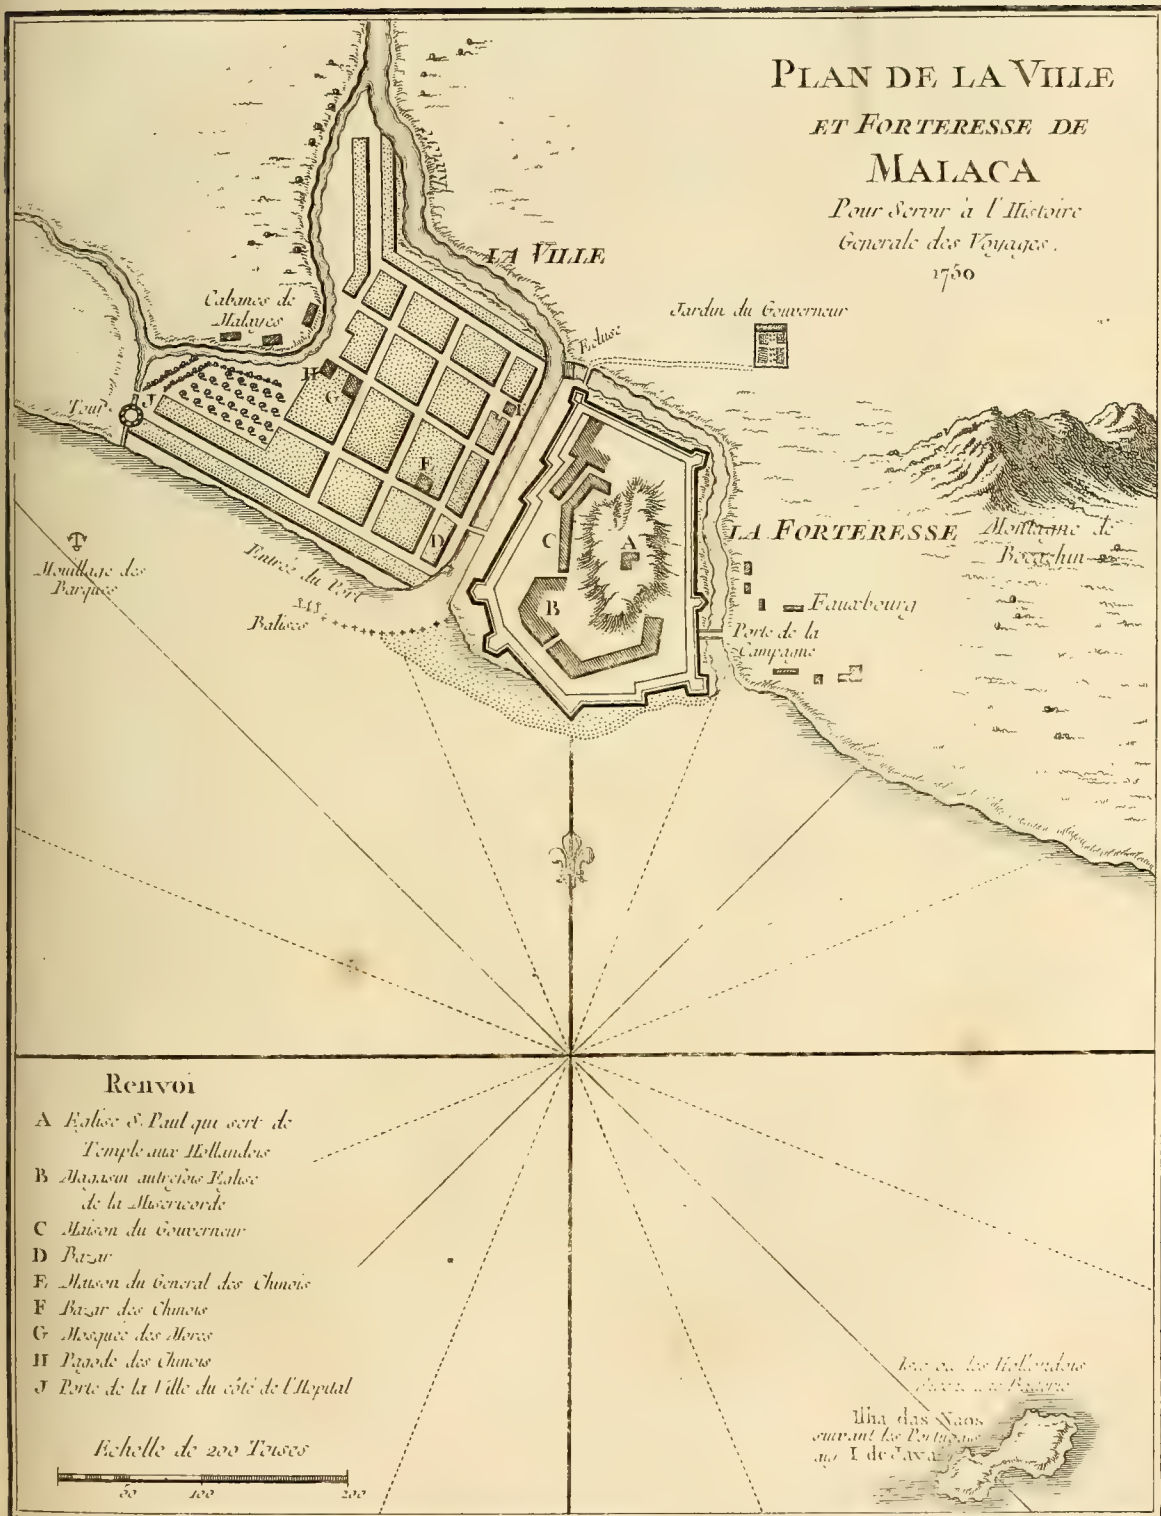 PLAN DE LA VILLE
ET FORTERESSE DE
MALACA
Pour Servir à l'Histoire
Generale des Voyages.
1750
LA VILLE
Cabanes de
Malayes
Jardin du Gouverneur
Ecluse
H
G
Tour
J
E
F
D
C
A
B
LA FORTERESSE
Montagne de
Mouillage des
Barques
Entrée du Port
Balises
Fauxbourg
Porte de la
Campagne
Renvoi
A Eglise S. Paul qui sert de
Temple aux Hollandois
B Magasin autrefois Eglise
de la Misericorde
C Maison du Gouverneur
D Bazar
E Maison du General des Chinois
F Bazar des Chinois
G Mosquée des Mores
H Pagode des Chinois
J Porte de la Ville du côté de l'Hopital
Echelle de 200 Toises
100
200
les Hollandois
Ilha das Naos
suivant les Portugais
I de Java